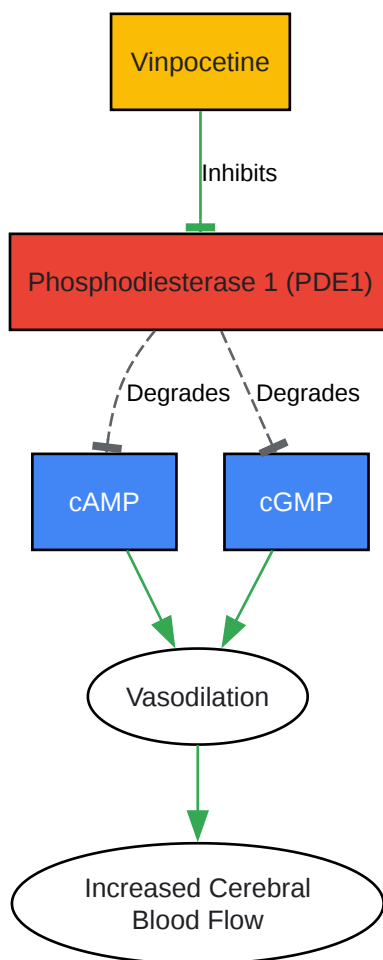 Vinpocetine
Inhibits
Phosphodiesterase 1 (PDE1)
Degrades
Degrades
cAMP
cGMP
Vasodilation
Increased Cerebral
Blood Flow